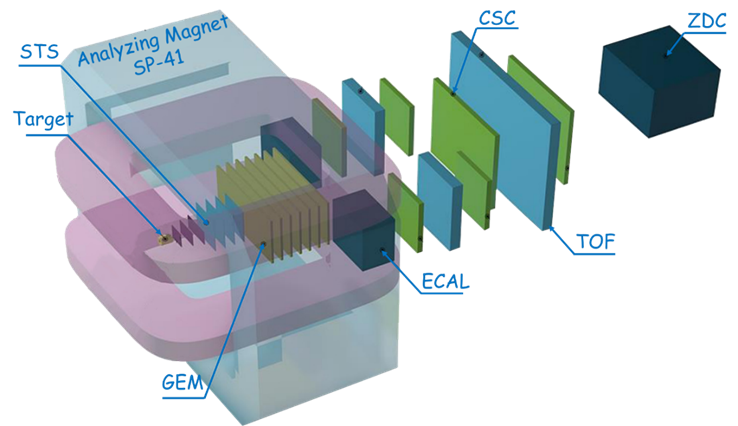 Analyzing Magnet
SP-41
STS
Target
GEM
ECAL
CSC
TOF
ZDC